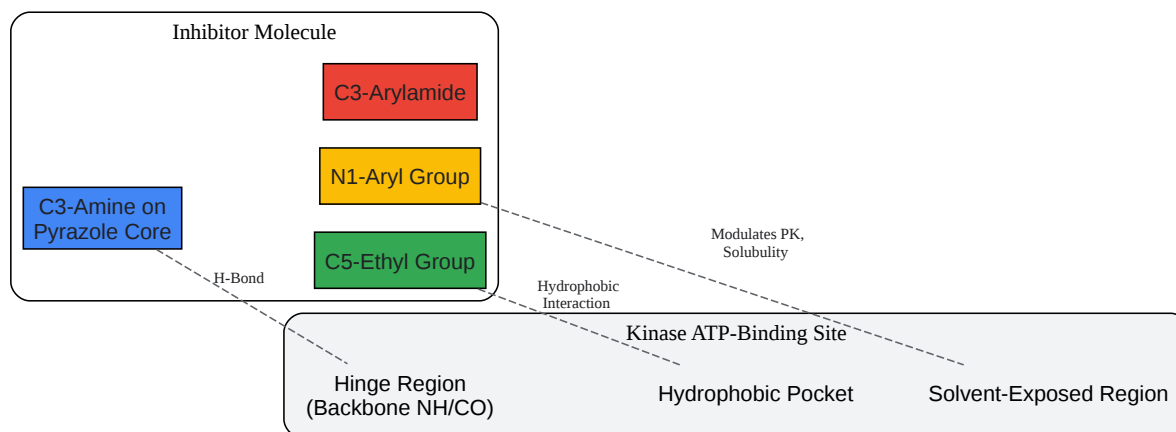 Inhibitor Molecule
C3-Arylamide
N1-Aryl Group
C3-Amine on
Pyrazole Core
C5-Ethyl Group
H-Bond
Modulates PK,
Solubulity
Hydrophobic
Interaction
Kinase ATP-Binding Site
Hinge Region
(Backbone NH/CO)
Hydrophobic Pocket
Solvent-Exposed Region